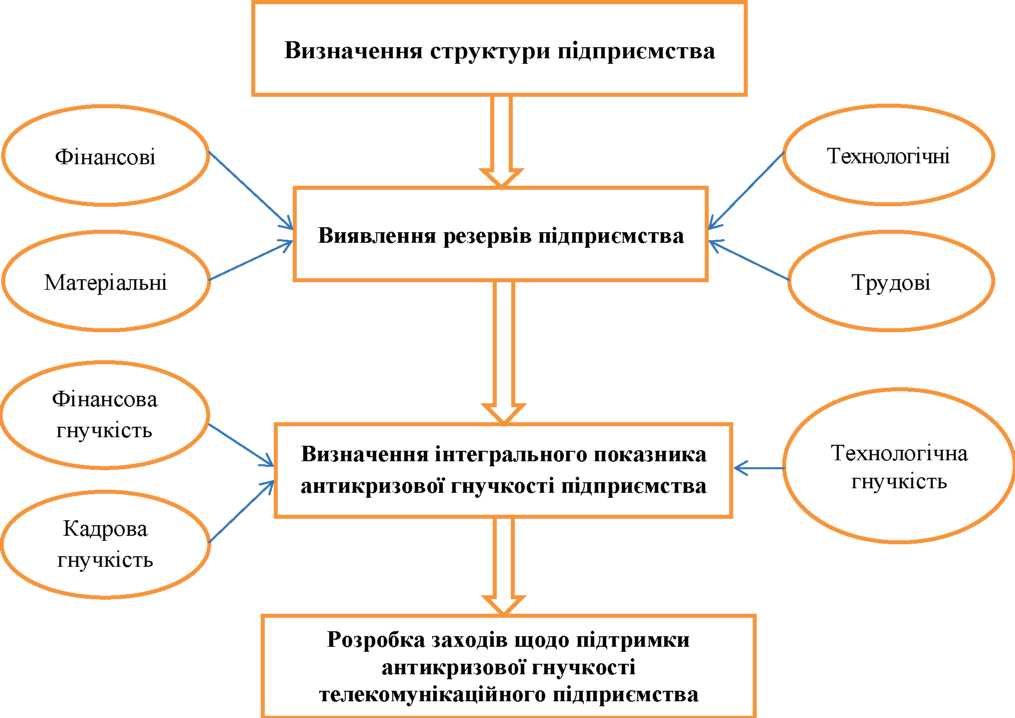 Визначення структури підприємства
Фінансові
Технологічні
Виявлення резервів підприємства
Матеріальні
Трудові
Фінансова
гнучкість
Визначення інтегрального показника
антикризової гнучкості підприємства
Технологічна
гнучкість
Кадрова
гнучкість
Розробка заходів щодо підтримки
антикризової гнучкості
телекомунікаційного підприємства